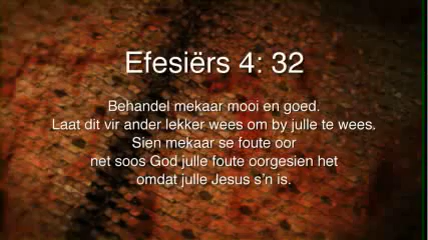 Efesiërs 4: 32
Behandel mekaar mooi en goed.
Laat dit vir ander lekker wees om by julle te wees.
Sien mekaar se foute oor
net soos God julle foute oorgesien het
omdat julle Jesus s'n is.